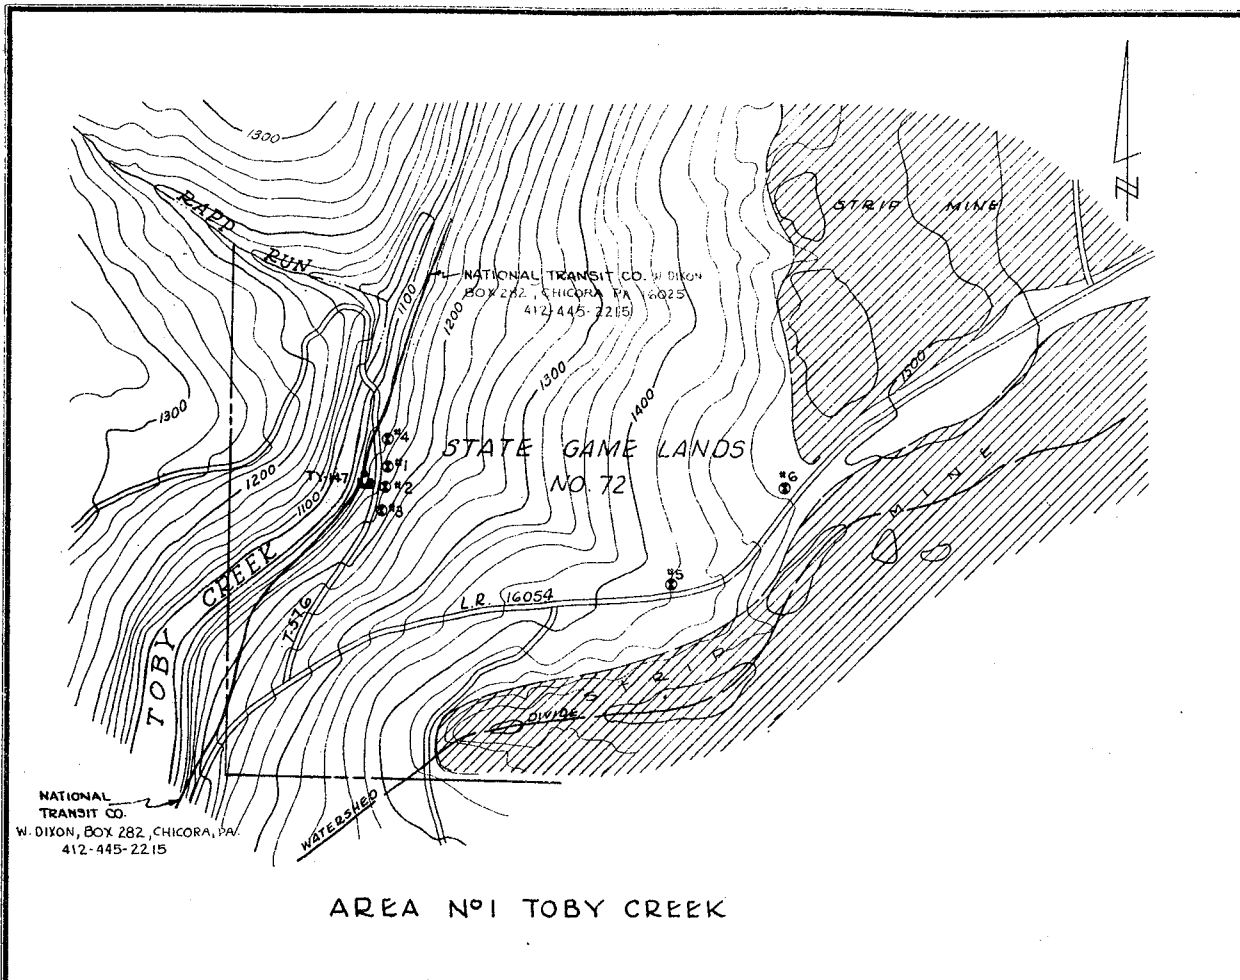 1300
STRIP MINE
RAPP
RUN
NATIONAL TRANSIT CO. W. DIXON
BOX 282, CHICORA PA 16025
412-445-2215
1100
1200
1300
1400
1500
1300
1200
1100
#4
#1
#2
#3
TY-147
STATE GAME LANDS
NO. 72
#6
#5
MINE
STRIP
TOBY CREEK
T-576
L.R. 16054
DIVIDE
WATERSHED
N
NATIONAL
TRANSIT CO.
W. DIXON, BOX 282, CHICORA, PA.
412-445-2215
AREA Nº1 TOBY CREEK